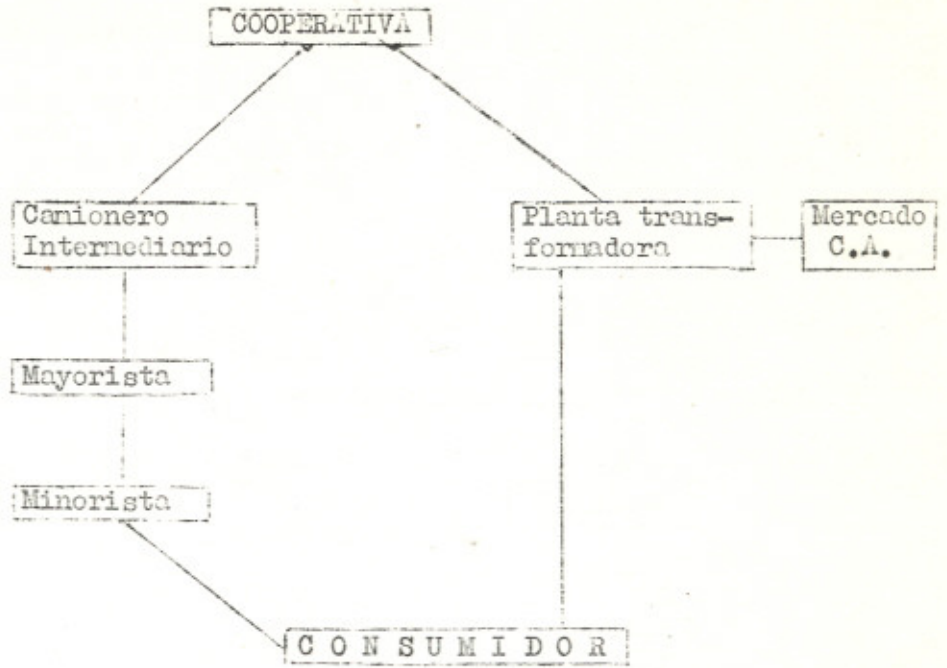 COOPERATIVA
Camionero
Intermediario
Planta trans-
formadora
Mercado
C.A.
Mayorista
Minorista
C O N S U M I D O R